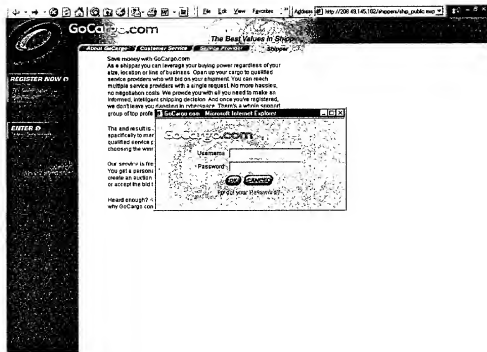 File Edit View Favorites
Address http://208.49.145.102/shippers/shp_public.asp
GoCargo.com
The Best Values in Shipping
About GoCargo Customer Service Service Provider Shipper
REGISTER NOW
ENTER
Save money with GoCargo.com
As a shipper you can leverage your buying power regardless of your
size, location or line of business. Open up your cargo to qualified
service providers who will bid on your shipment. You can reach
multiple service providers with a single request. No more hassles,
no negotiation costs. We provide you with all you need to make an
informed, intelligent shipping decision. And once you're registered,
we don't leave you standing in cyberspace. There's a whole support
group of top profe
The end result is
specifically to mar
qualified service p
choosing the
Our service is fre
You get a persona
create an auction
or accept the bid t
Heard enough?
why GoCargo.com
GoCargo.com - Microsoft Internet Explorer
GoCargo.com
Username
Password
OK CANCEL
Forgot your Password?